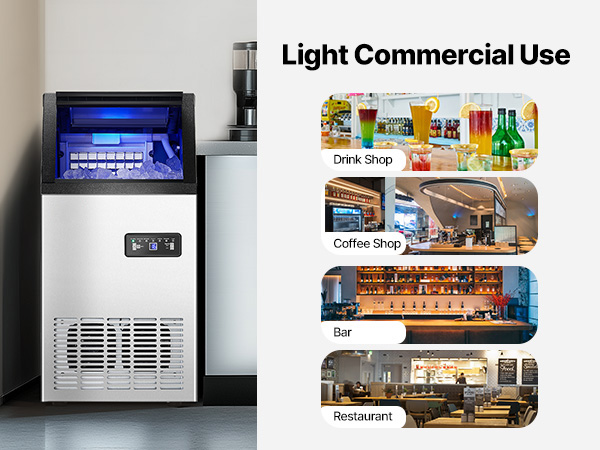 Light Commercial Use
Drink Shop
Coffee Shop
Bar
Restaurant